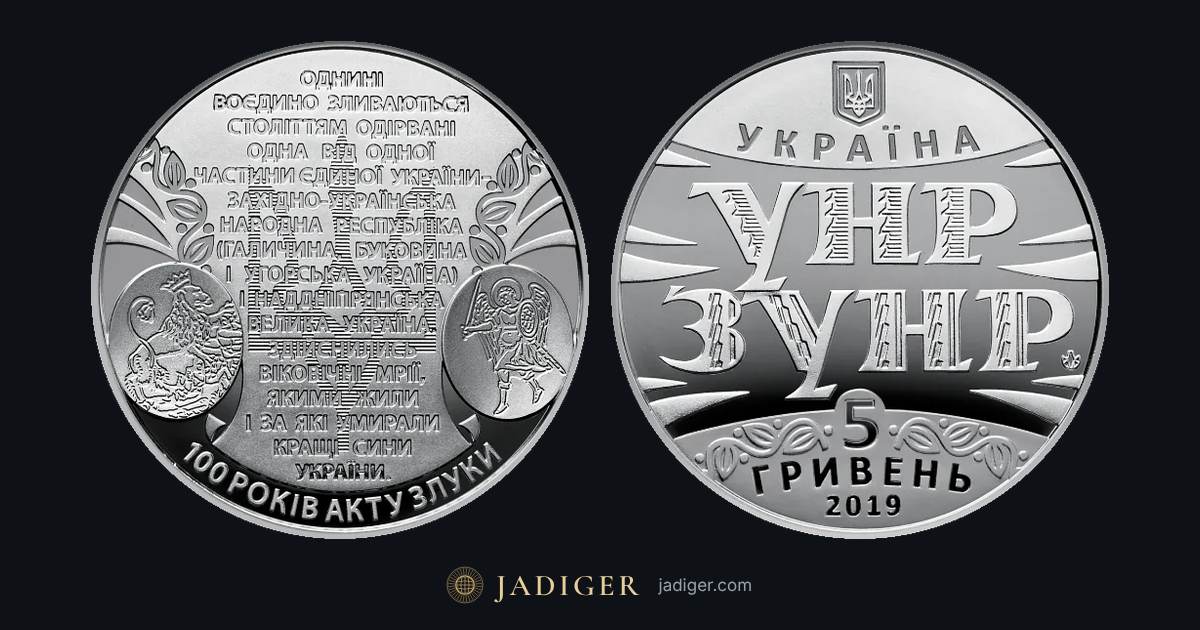 ОДНИНІ
ВОЄДИНО ЗЛИВАЮТЬСЯ
СТОЛІТТЯМ ОДІРВАНІ
ОДНА ВІД ОДНОЇ
ЧАСТИНИ ЄДИНОЇ УКРАЇНИ–
ЗАХІДНО-УКРАЇНСЬКА
НАРОДНА РЕСПУБЛІКА
(ГАЛИЧИНА, БУКОВИНА
І УГОРСЬКА УКРАЇНА)
І НАДДНІПРЯНСЬКА
ВЕЛИКА УКРАЇНА.
ЗДІЙСНИЛИСЬ
ВІКОВІЧНІ МРІЇ,
ЯКИМИ ЖИЛИ
І ЗА ЯКІ УМИРАЛИ
КРАЩІ СИНИ
УКРАЇНИ.
100 РОКІВ АКТУ ЗЛУКИ
УКРАЇНА
УНР
ЗУНР
5
ГРИВЕНЬ
2019
JADIGER jadiger.com